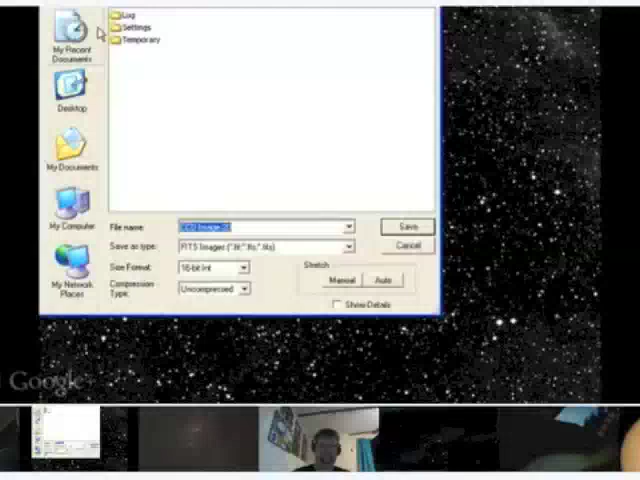 Log
Settings
Temporary
My Recent
Documents
Desktop
My Documents
My Computer
My Network
Places
File name:
Save
Save as type:
FITS Images (*.fit;*.fts;*.fits)
Cancel
Size Format:
16-bit Int
Stretch
Manual
Auto
Compression
Type:
Uncompressed
Show Details
Google